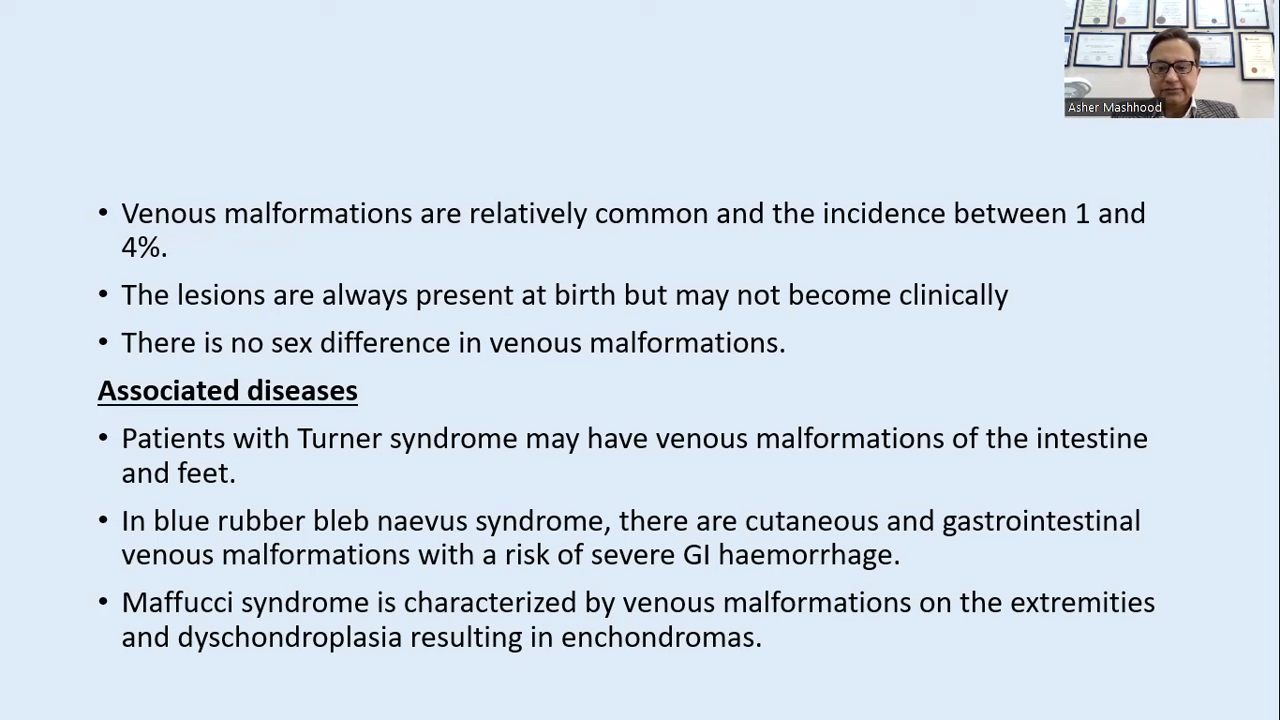 Asher Mashhood
• Venous malformations are relatively common and the incidence between 1 and
4%.
• The lesions are always present at birth but may not become clinically
• There is no sex difference in venous malformations.
Associated diseases
• Patients with Turner syndrome may have venous malformations of the intestine
and feet.
• In blue rubber bleb naevus syndrome, there are cutaneous and gastrointestinal
venous malformations with a risk of severe GI haemorrhage.
• Maffucci syndrome is characterized by venous malformations on the extremities
and dyschondroplasia resulting in enchondromas.